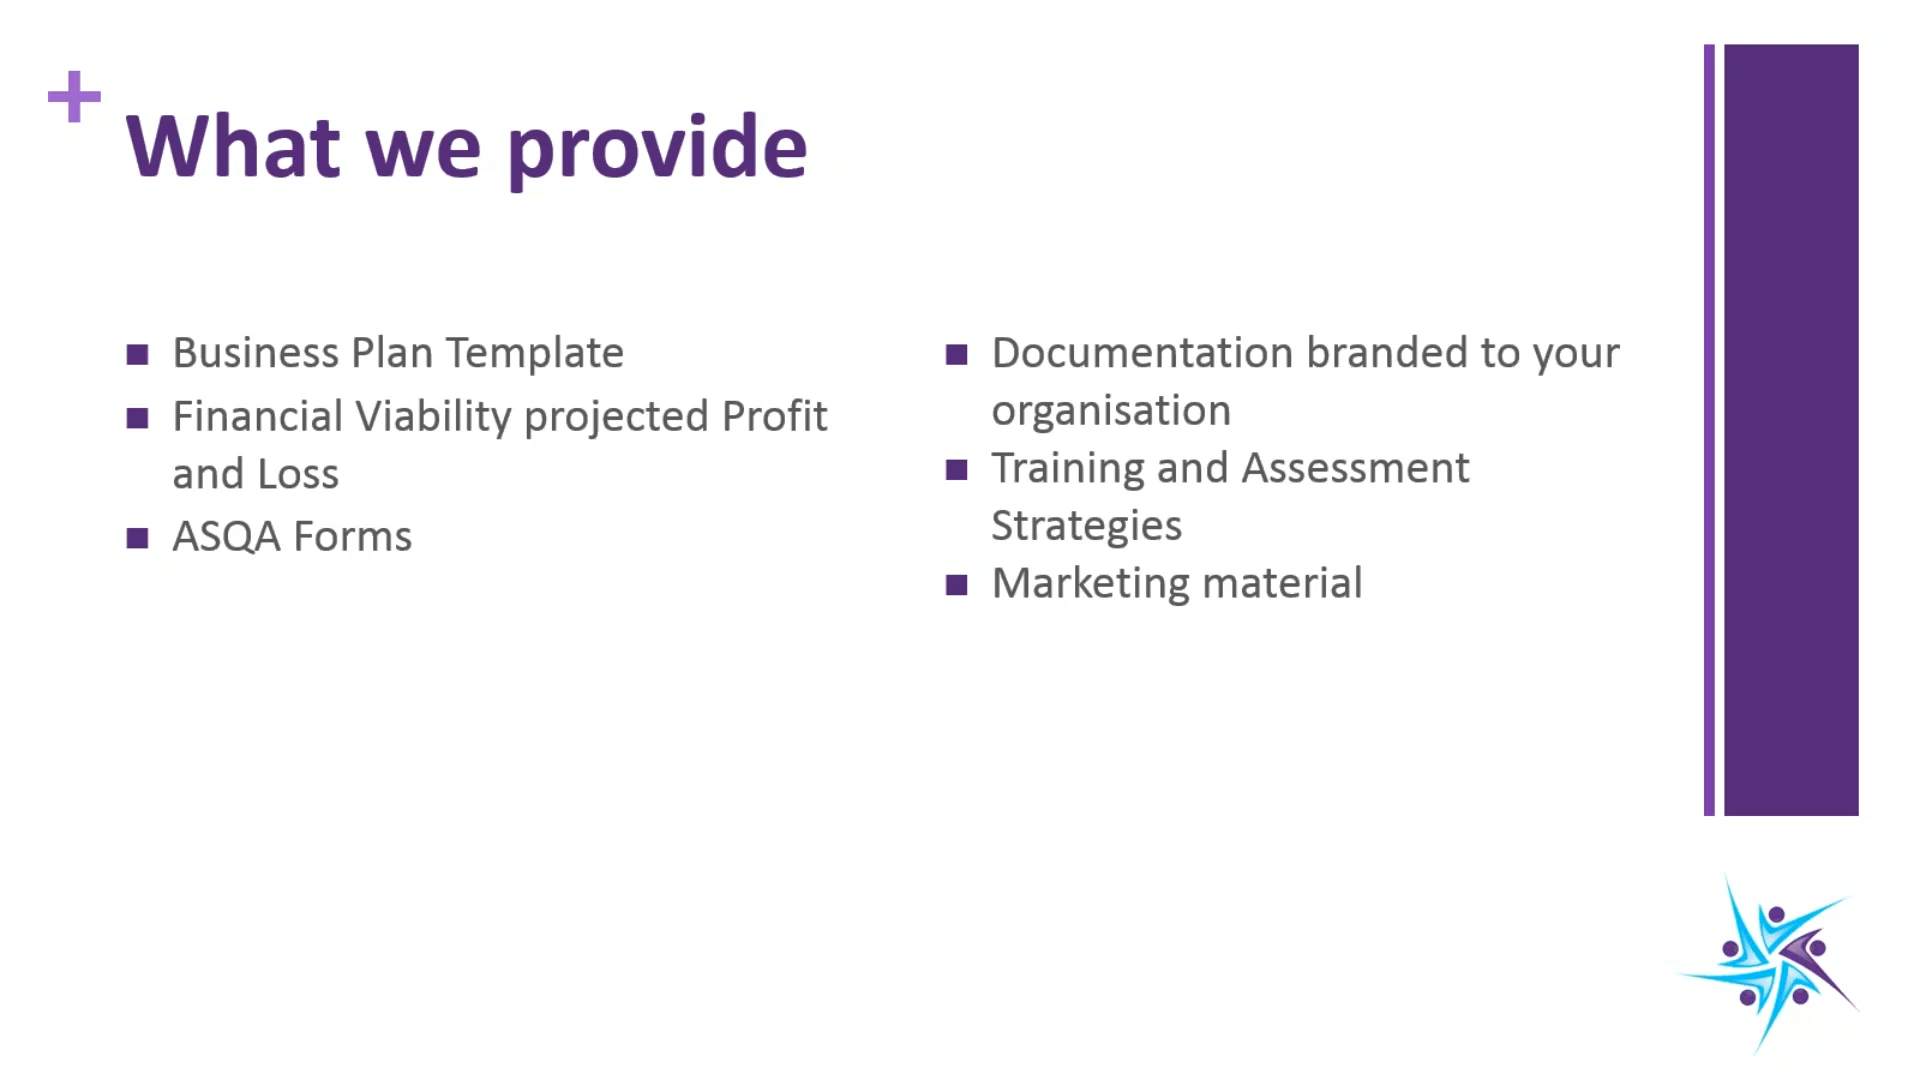 What we provide
Business Plan Template
Financial Viability projected Profit
and Loss
ASQA Forms
Documentation branded to your
organisation
Training and Assessment
Strategies
Marketing material